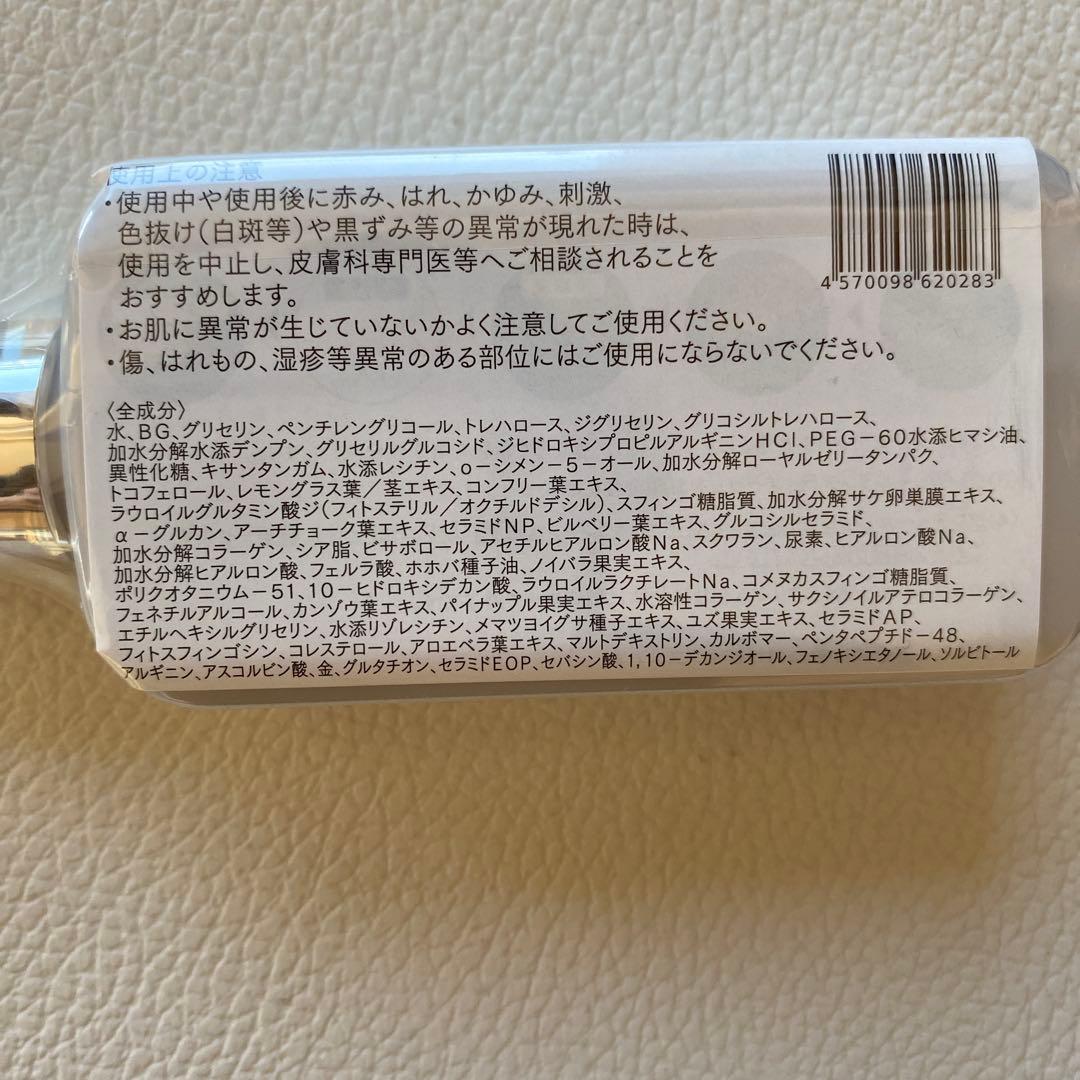 使用上の注意
・使用中や使用後に赤み、はれ、かゆみ、刺激、
色抜け(白斑等)や黒ずみ等の異常が現れた時は、
使用を中止し、皮膚科専門医等へご相談されることを
おすすめします。
・お肌に異常が生じていないかよく注意してご使用ください。
・傷、はれもの、湿疹等異常のある部位にはご使用にならないでください。
4 570098 620283
〈全成分〉
水、BG、グリセリン、ペンチレングリコール、トレハロース、ジグリセリン、グリコシルトレハロース、
加水分解水添デンプン、グリセリルグルコシド、ジヒドロキシプロピルアルギニンHCl、PEG-60水添ヒマシ油、
異性化糖、キサンタンガム、水添レシチン、o-シメン-5-オール、加水分解ローヤルゼリータンパク、
トコフェロール、レモングラス葉/茎エキス、コンフリー葉エキス、
ラウロイルグルタミン酸ジ(フィトステリル/オクチルドデシル)、スフィンゴ糖脂質、加水分解サケ卵巣膜エキス、
α-グルカン、アーチチョーク葉エキス、セラミドNP、ビルベリー葉エキス、グルコシルセラミド、
加水分解コラーゲン、シア脂、ビサボロール、アセチルヒアルロン酸Na、スクワラン、尿素、ヒアルロン酸Na、
加水分解ヒアルロン酸、フェルラ酸、ホホバ種子油、ノイバラ果実エキス、
ポリクオタニウム-51、10-ヒドロキシデカン酸、ラウロイルラクチレートNa、コメヌカスフィンゴ糖脂質、
フェネチルアルコール、カンゾウ葉エキス、パイナップル果実エキス、水溶性コラーゲン、サクシノイルアテロコラーゲン、
エチルヘキシルグリセリン、水添リゾレシチン、メマツヨイグサ種子エキス、ユズ果実エキス、セラミドAP、
フィトスフィンゴシン、コレステロール、アロエベラ葉エキス、マルトデキストリン、カルボマー、ペンタペプチド-48、
アルギニン、アスコルビン酸、金、グルタチオン、セラミドEOP、セバシン酸、1,10-デカンジオール、フェノキシエタノール、ソルビトール